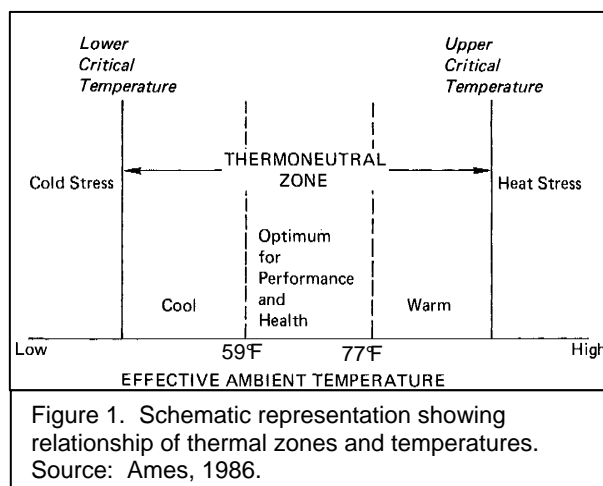 Lower
Critical
Temperature
Upper
Critical
Temperature
THERMONEUTRAL
ZONE
Cold Stress
Heat Stress
Optimum
for
Performance
and
Health
Cool
Warm
Low
59°F
77°F
High
EFFECTIVE AMBIENT TEMPERATURE
Figure 1. Schematic representation showing
relationship of thermal zones and temperatures.
Source: Ames, 1986.